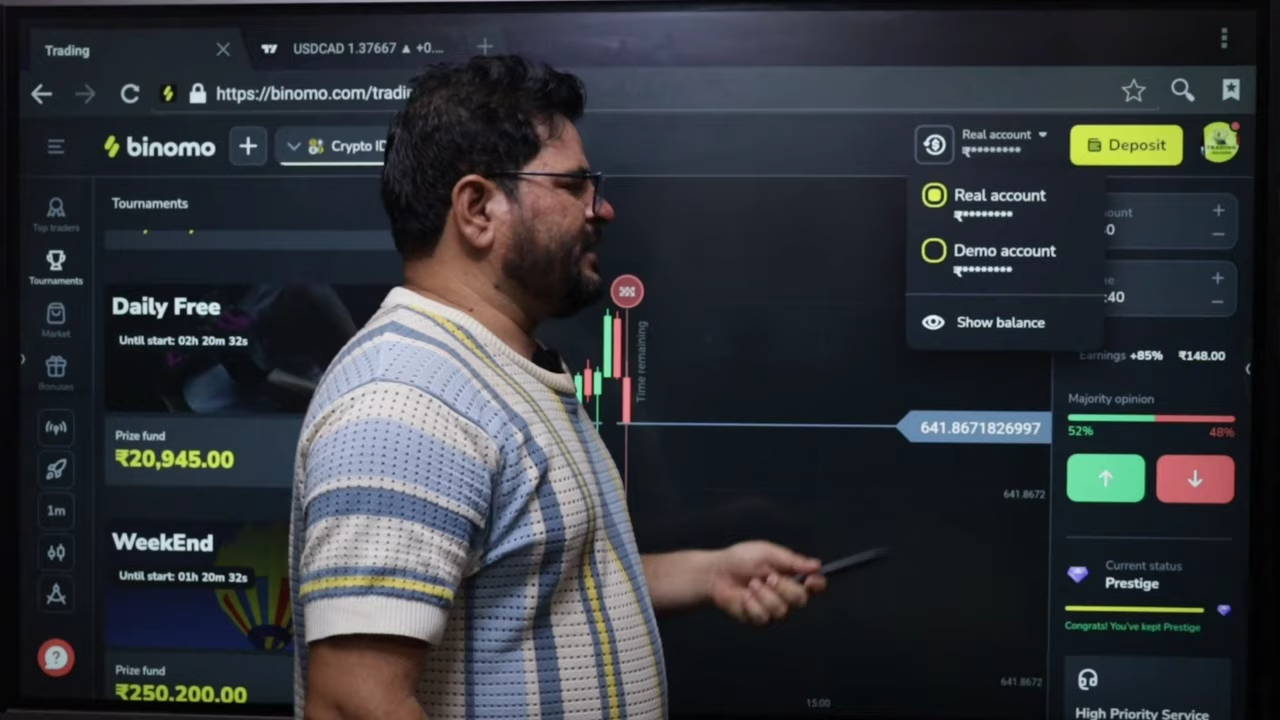 Trading
USDCAD 1.37667 ▲ +0....
https://binomo.com/tradin
binomo
Crypto ID
Real account
₹*********
Deposit
Real account
₹*********
Demo account
₹*********
Show balance
Top traders
Tournaments
Market
Bonuses
1m
Tournaments
Daily Free
Until start: 02h 20m 32s
Prize fund
₹20,945.00
WeekEnd
Until start: 01h 20m 32s
Prize fund
₹250,200.00
Time remaining
641.8671826997
641.8672
641.8672
15:00
:40
Earnings +85% ₹148.00
Majority opinion
52% 48%
Current status
Prestige
Congrats! You've kept Prestige
High Priority Service